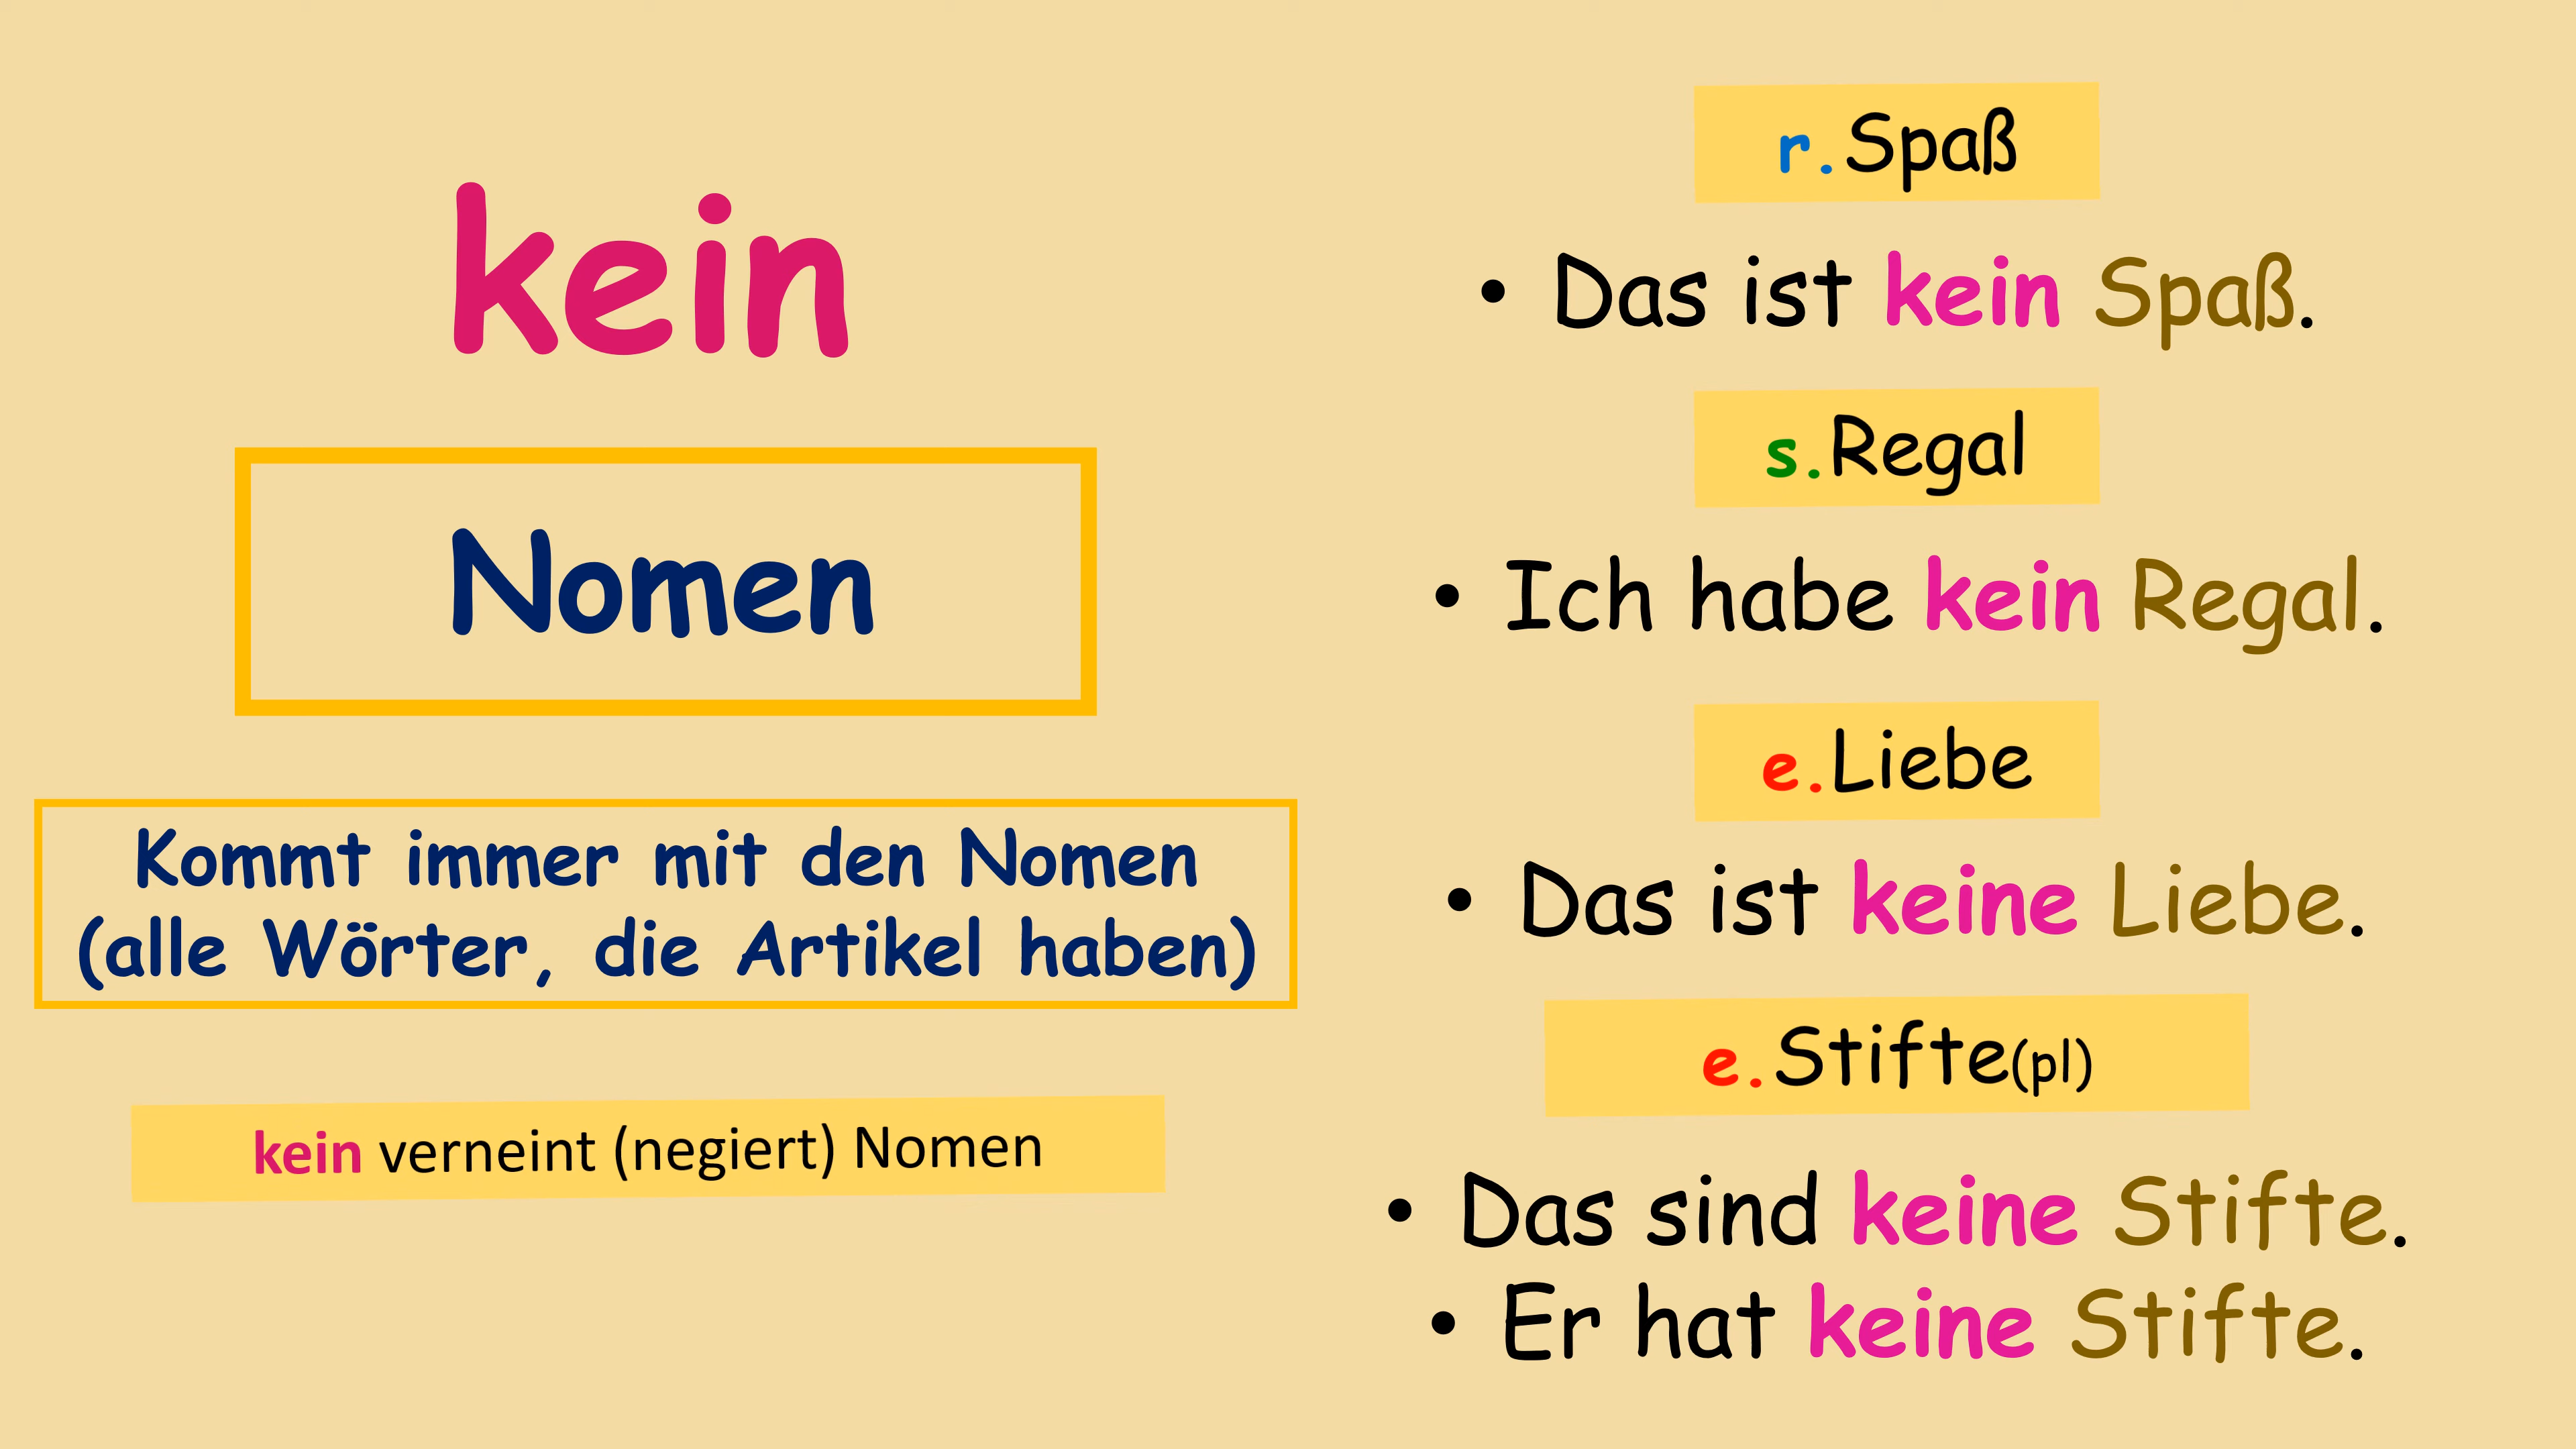 kein
Nomen
Kommt immer mit den Nomen
(alle Wörter, die Artikel haben)
kein verneint (negiert) Nomen
r.Spaß
• Das ist kein Spaß.
s.Regal
• Ich habe kein Regal.
e.Liebe
• Das ist keine Liebe.
e.Stifte(pl)
• Das sind keine Stifte.
• Er hat keine Stifte.